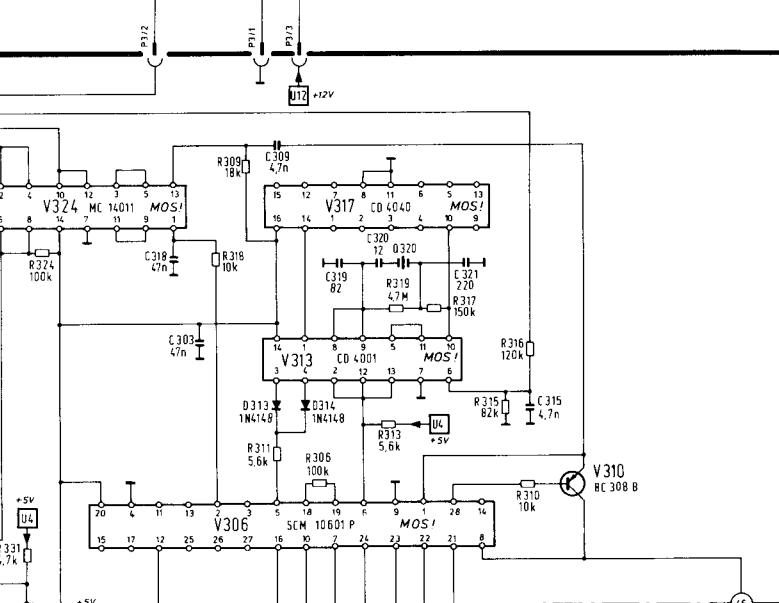 P3/2
P3/1
P3/3
U12 +12V
R309
18k
C309
4,7n
2 4 10 12 3 5 13
V324 MC 14011 MOS!
6 8 14 7 11 9 1
15 12 7 8 11 6 5 13
V317 CD 4040 MOS!
16 14 1 2 3 4 10 9
R324
100k
C318
47n
R318
10k
C320
12
Q320
C319
82
R319
4,7M
C321
220
R317
150k
C303
47n
14 1 8 9 5 11 10
V313 CD 4001 MOS!
3 4 2 12 13 7 6
R316
120k
D313
1N4148
D314
1N4148
R315
82k
C315
4,7n
R313
5,6k
U4
+5V
R311
5,6k
R306
100k
V310
BC 308 B
R310
10k
20 4 11 13 2 3 5 18 19 6 9 1 28 14
V306 SCM 10601 P MOS!
15 17 12 25 26 27 16 10 7 24 23 22 21 8
+5V
U4
R331
4,7k
+5V